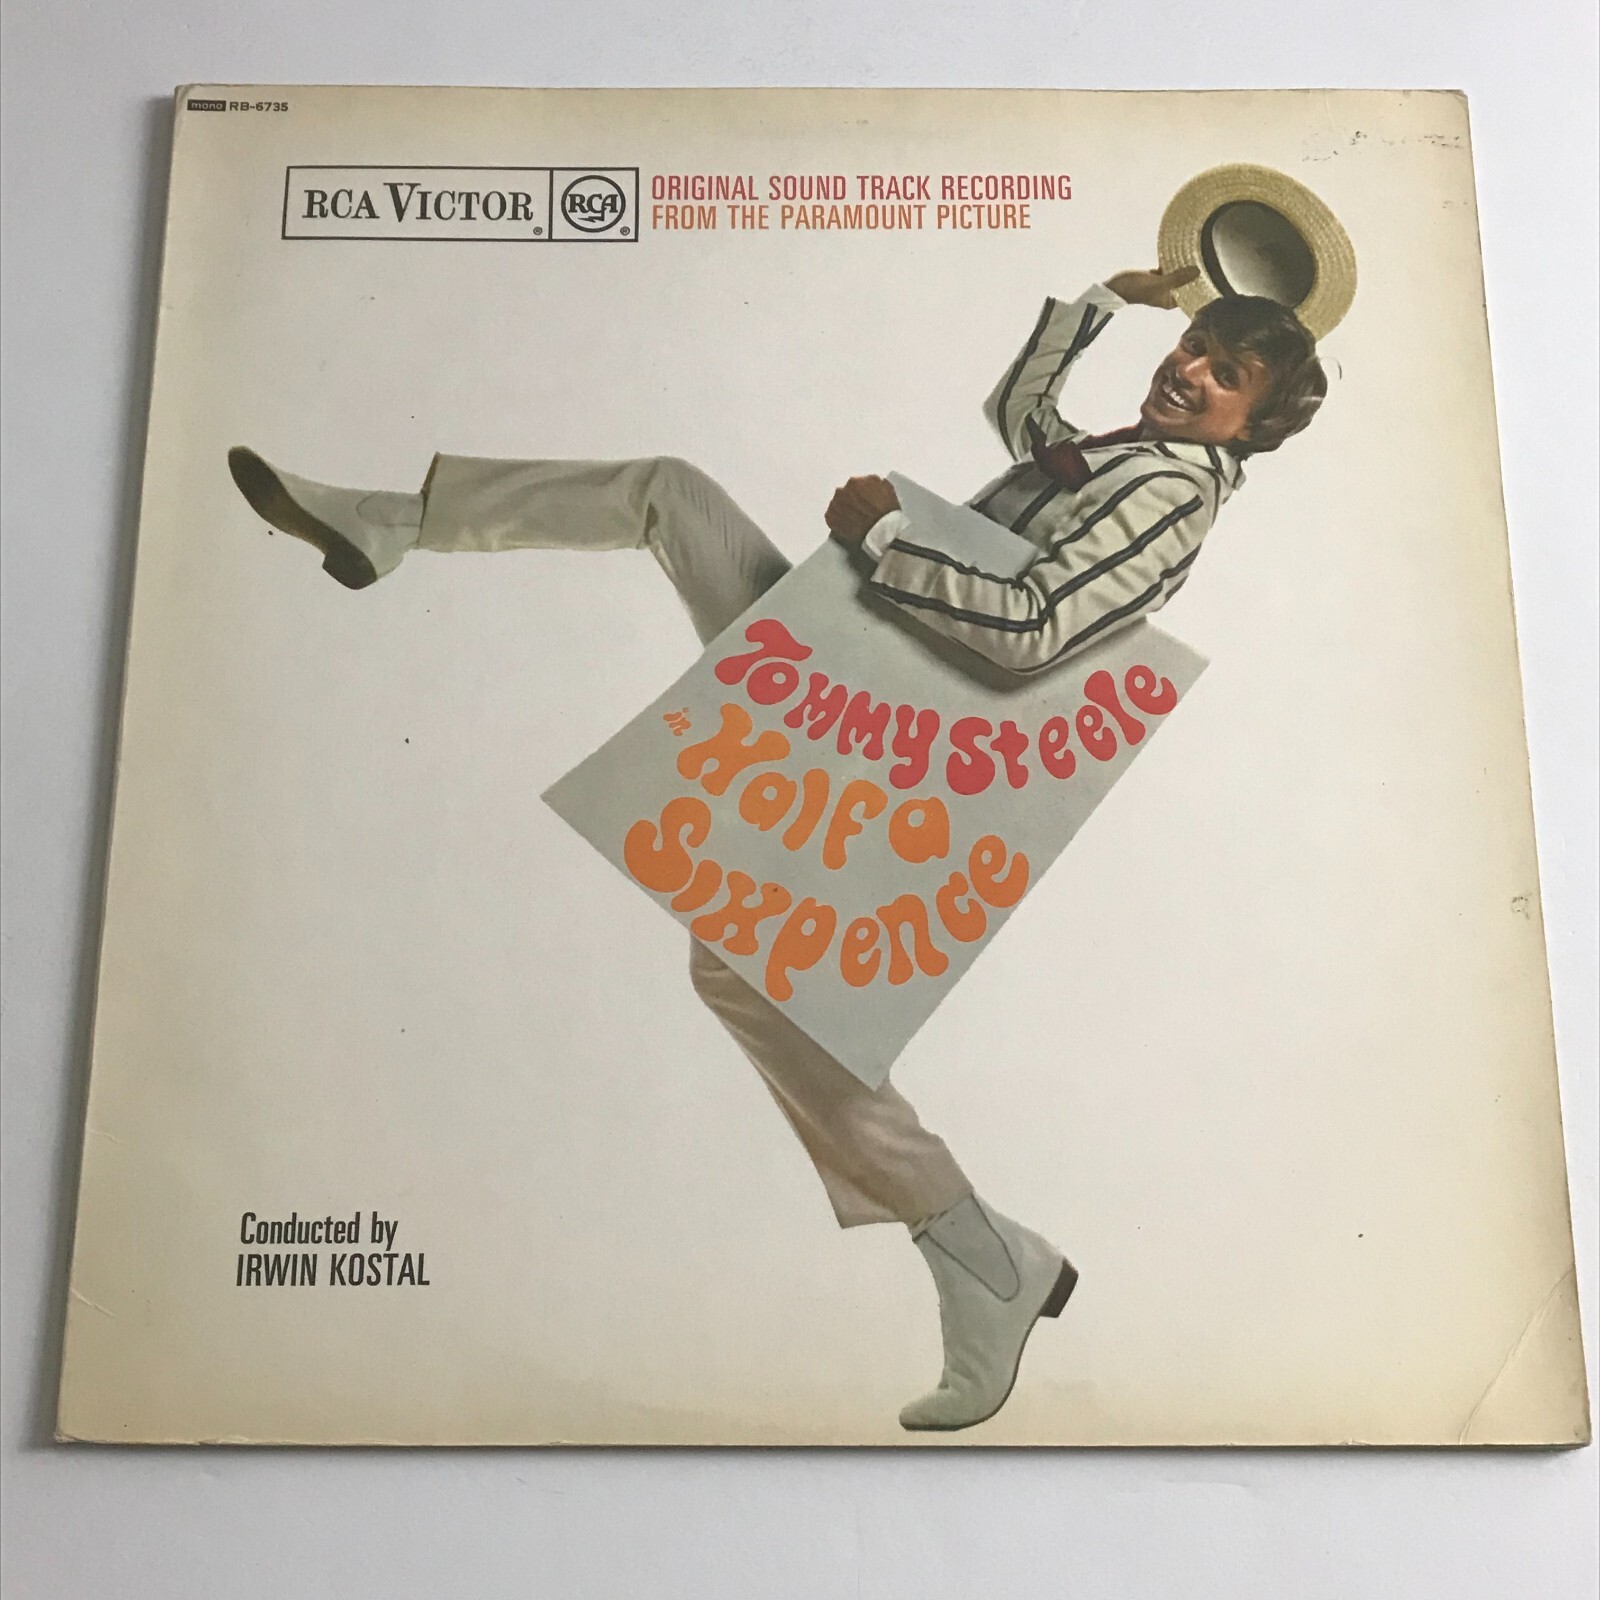 mono RB-6735
RCA VICTOR ® RCA ®
ORIGINAL SOUND TRACK RECORDING
FROM THE PARAMOUNT PICTURE
Tommy Steele
in Half a
Sixpence
Conducted by
IRWIN KOSTAL